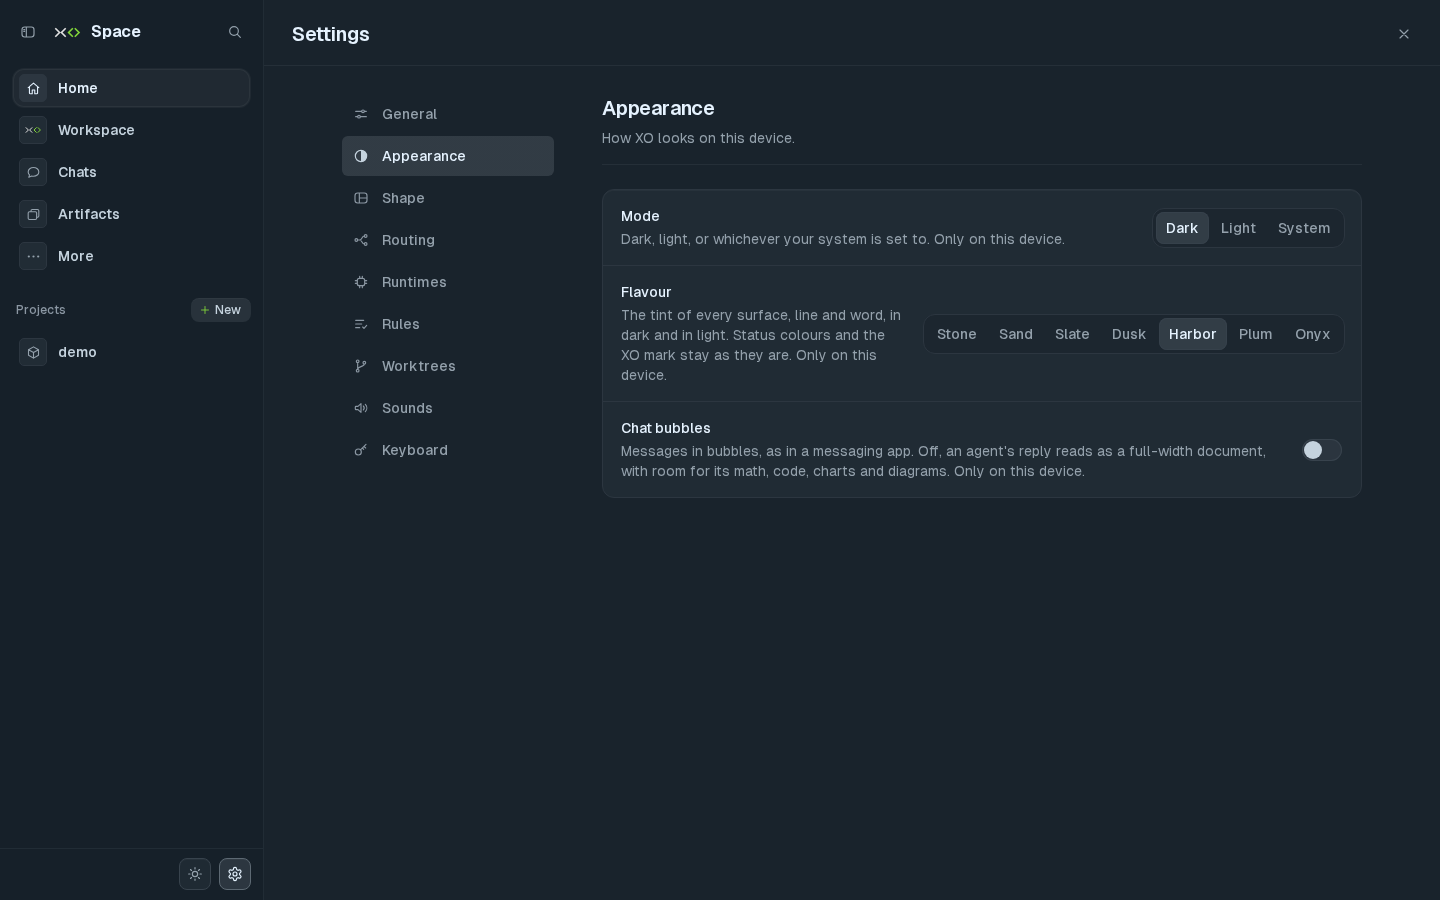 Space
Home
Workspace
Chats
Artifacts
More
Projects
New
demo
Settings
General
Appearance
Shape
Routing
Runtimes
Rules
Worktrees
Sounds
Keyboard
Appearance
How XO looks on this device.
Mode
Dark, light, or whichever your system is set to. Only on this device.
Dark Light System
Flavour
The tint of every surface, line and word, in
dark and in light. Status colours and the
XO mark stay as they are. Only on this
device.
Stone Sand Slate Dusk Harbor Plum Onyx
Chat bubbles
Messages in bubbles, as in a messaging app. Off, an agent's reply reads as a full-width document,
with room for its math, code, charts and diagrams. Only on this device.